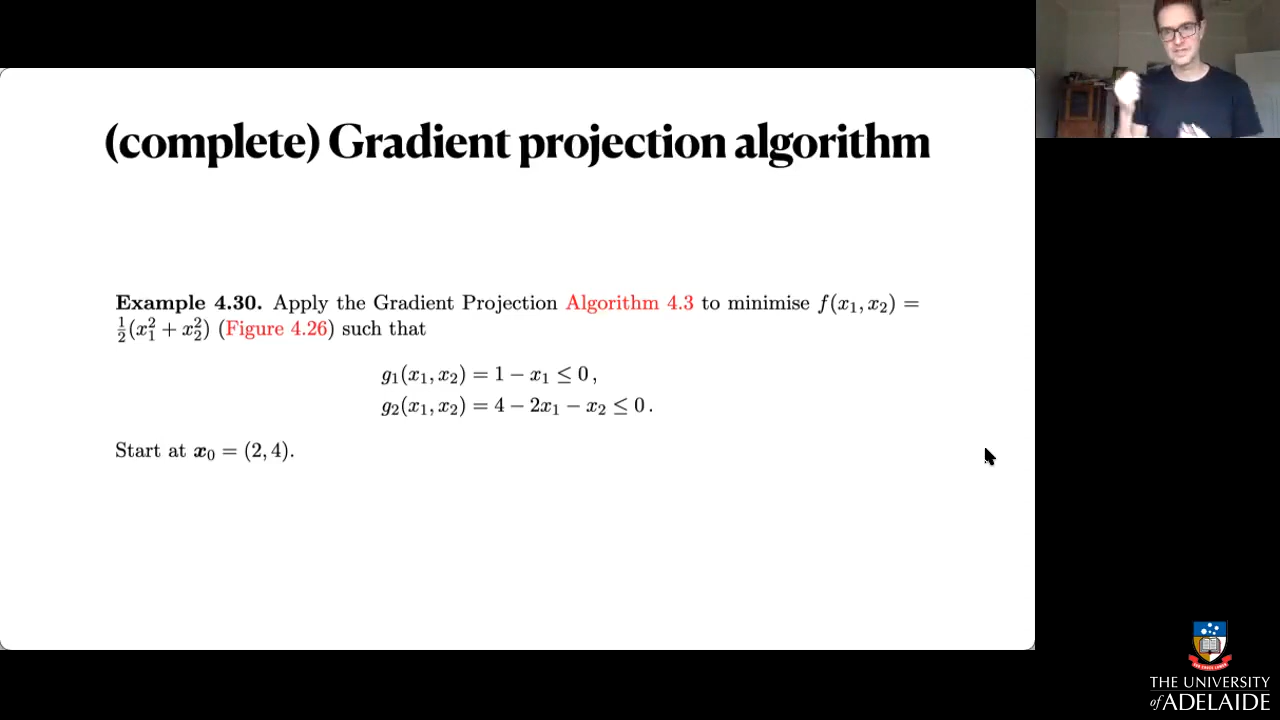 (complete) Gradient projection algorithm
Example 4.30. Apply the Gradient Projection Algorithm 4.3 to minimise f(x₁, x₂) =
½(x₁² + x₂²) (Figure 4.26) such that
g₁(x₁, x₂) = 1 − x₁ ≤ 0 ,
g₂(x₁, x₂) = 4 − 2x₁ − x₂ ≤ 0 .
Start at x₀ = (2, 4).
THE UNIVERSITY
of ADELAIDE